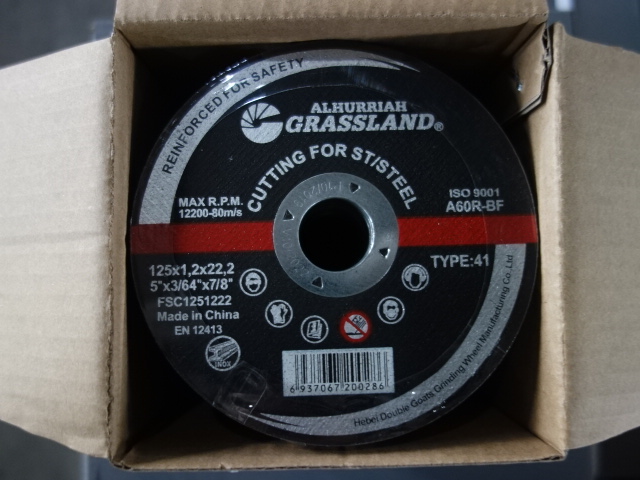 REINFORCED FOR SAFETY
ALHURRIAH
GRASSLAND®
CUTTING FOR ST/STEEL
MAX R.P.M.
12200-80m/s
ISO 9001
A60R-BF
TYPE:41
125x1,2x22,2
5"x3/64"x7/8"
FSC1251222
Made in China
EN 12413
INOX
6 937067 200286
Hebei Double Goats Grinding Wheel Manufacturing Co. Ltd